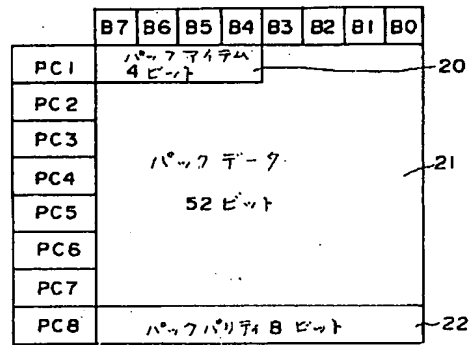 B7 B6 B5 B4 B3 B2 B1 B0
PC1 パックアイテム
4ビット 20
PC2
PC3
PC4 パックデータ 21
PC5 52ビット
PC6
PC7
PC8 パックパリティ8ビット 22